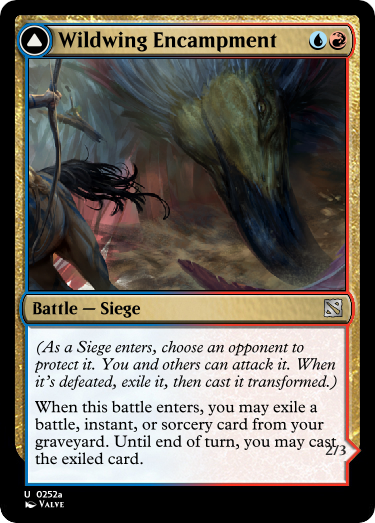 Wildwing Encampment
Battle — Siege
(As a Siege enters, choose an opponent to
protect it. You and others can attack it. When
it's defeated, exile it, then cast it transformed.)
When this battle enters, you may exile a
battle, instant, or sorcery card from your
graveyard. Until end of turn, you may cast
the exiled card.
2/3
U 0252a
Valve